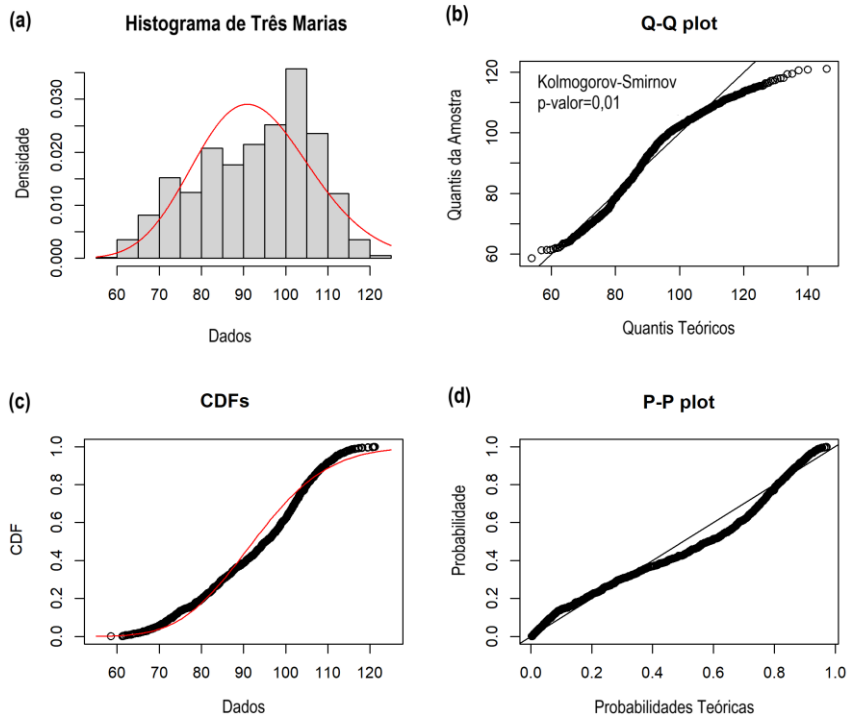 (a)
Histograma de Três Marias
Densidade
0.000
0.010
0.020
0.030
60 70 80 90 100 110 120
Dados
(b)
Q-Q plot
Kolmogorov-Smirnov
p-valor=0,01
Quantis da Amostra
60
80
100
120
60 80 100 120 140
Quantis Teóricos
(c)
CDFs
CDF
0.0
0.2
0.4
0.6
0.8
1.0
60 70 80 90 100 110 120
Dados
(d)
P-P plot
Probabilidade
0.0
0.2
0.4
0.6
0.8
1.0
0.0 0.2 0.4 0.6 0.8 1.0
Probabilidades Teóricas